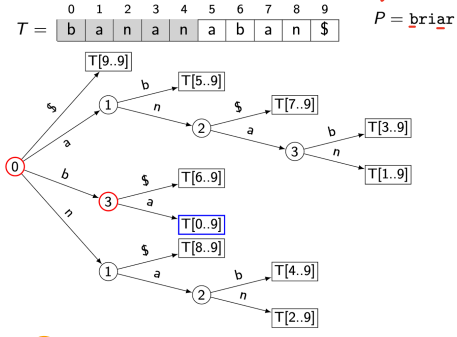 0 1 2 3 4 5 6 7 8 9
T = b a n a n a b a n $
P = briar
T[9..9]
$
b
T[5..9]
1
n
$
T[7..9]
a
2
a
b
T[3..9]
3
n
T[1..9]
0
b
$
T[6..9]
3
a
T[0..9]
n
$
T[8..9]
1
a
b
T[4..9]
2
n
T[2..9]